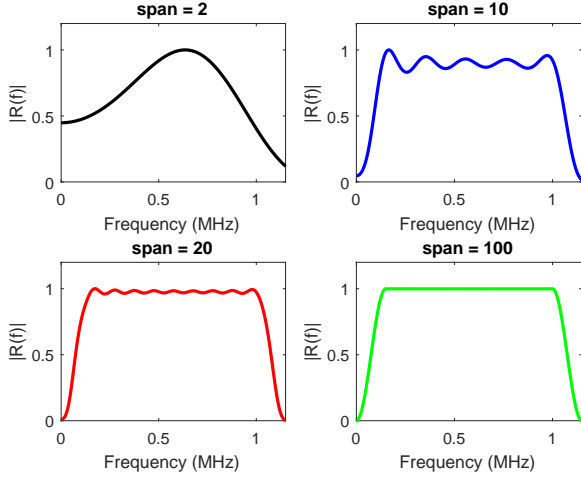 span = 2
|R(f)|
1
0.5
0
0
0.5
1
Frequency (MHz)
span = 10
|R(f)|
1
0.5
0
0
0.5
1
Frequency (MHz)
span = 20
|R(f)|
1
0.5
0
0
0.5
1
Frequency (MHz)
span = 100
|R(f)|
1
0.5
0
0
0.5
1
Frequency (MHz)